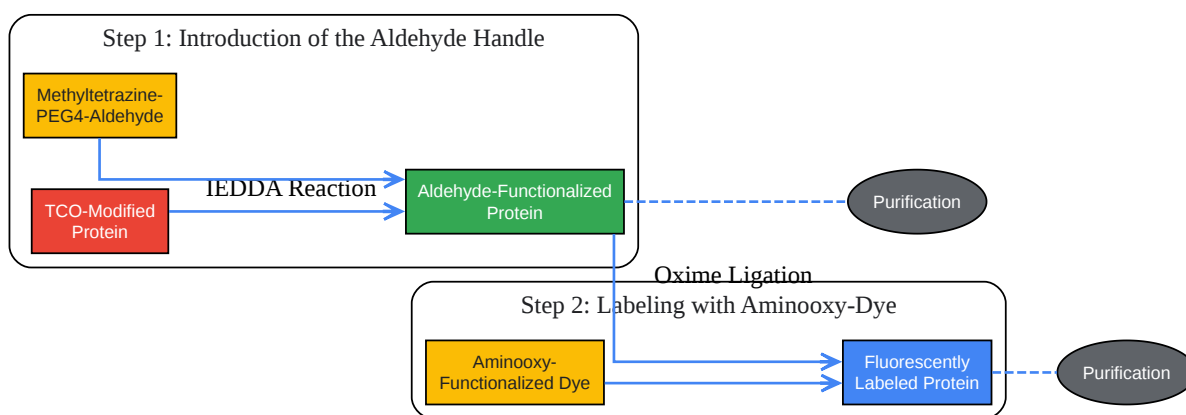 Step 1: Introduction of the Aldehyde Handle
Methyltetrazine-
PEG4-Aldehyde
IEDDA Reaction
TCO-Modified
Protein
Aldehyde-Functionalized
Protein
Purification
Oxime Ligation
Step 2: Labeling with Aminooxy-Dye
Aminooxy-
Functionalized Dye
Fluorescently
Labeled Protein
Purification